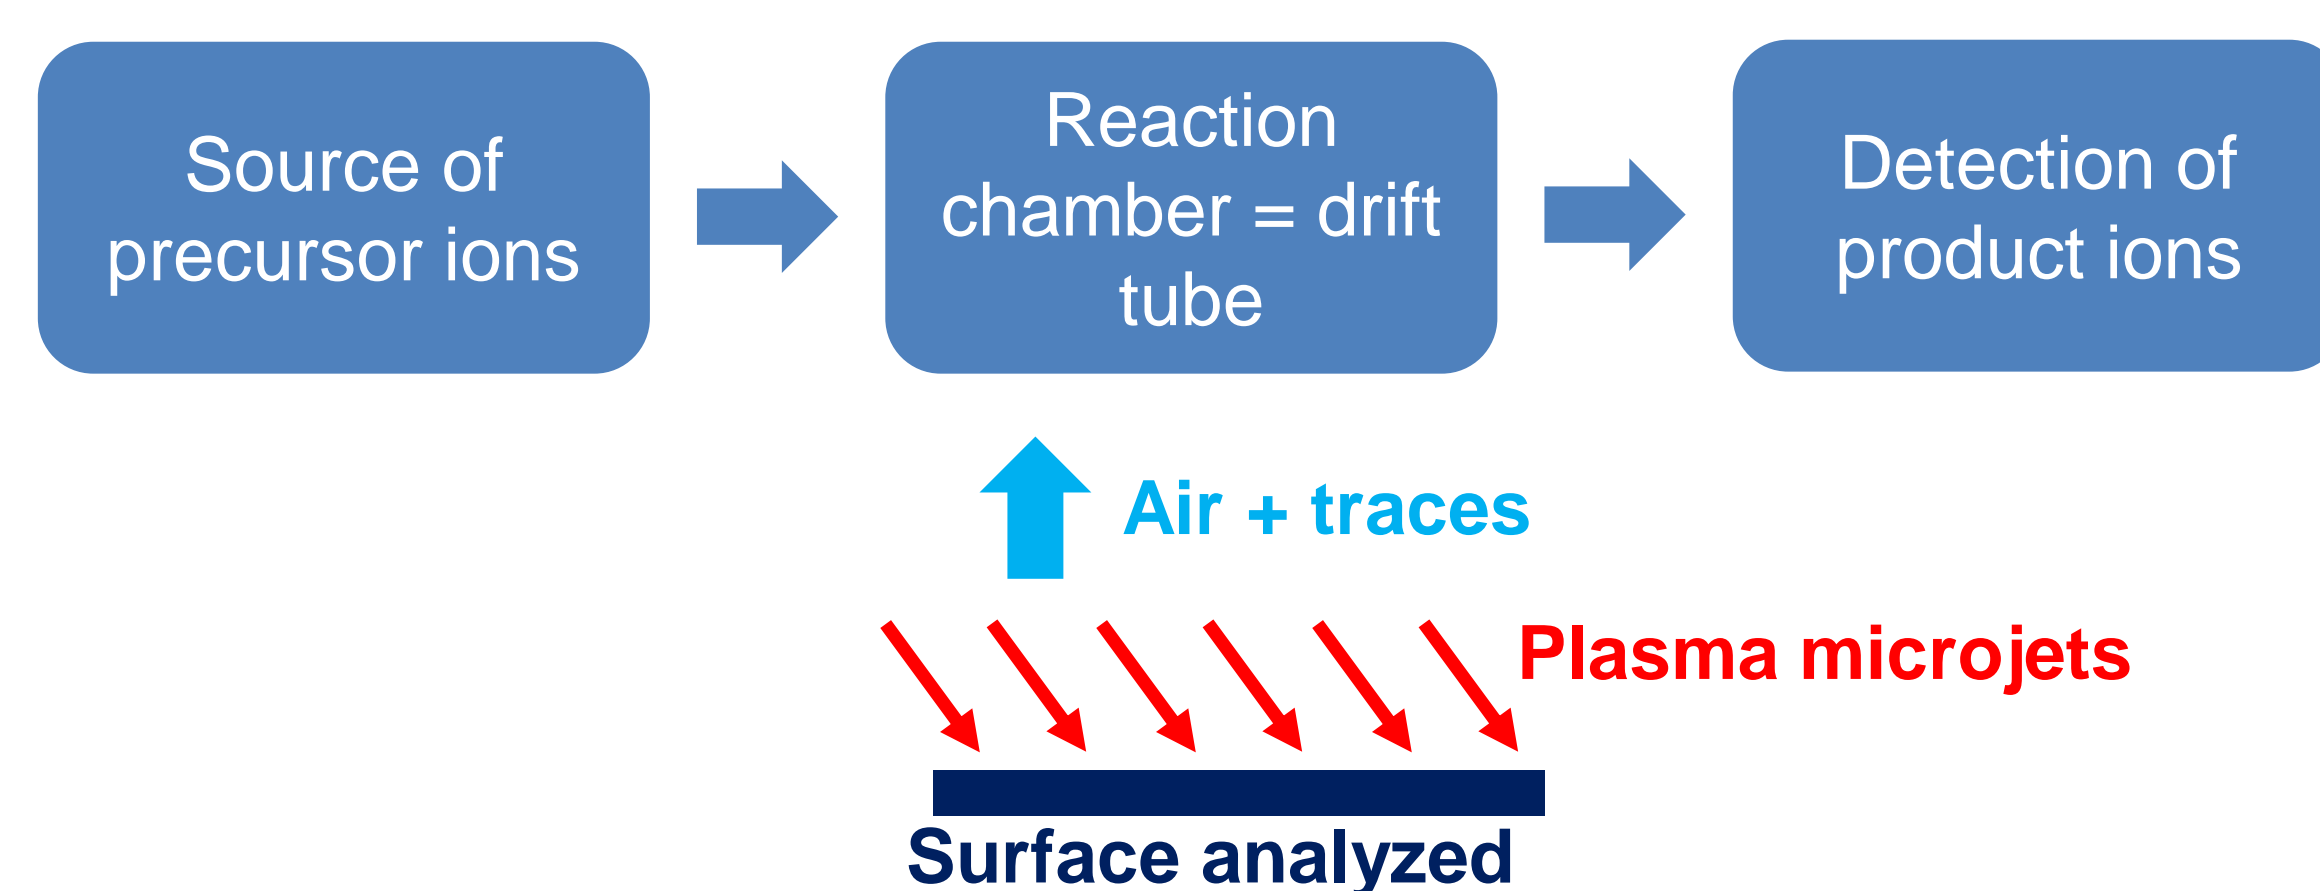 Source of
precursor ions
Reaction
chamber = drift
tube
Detection of
product ions
Air + traces
Plasma microjets
Surface analyzed